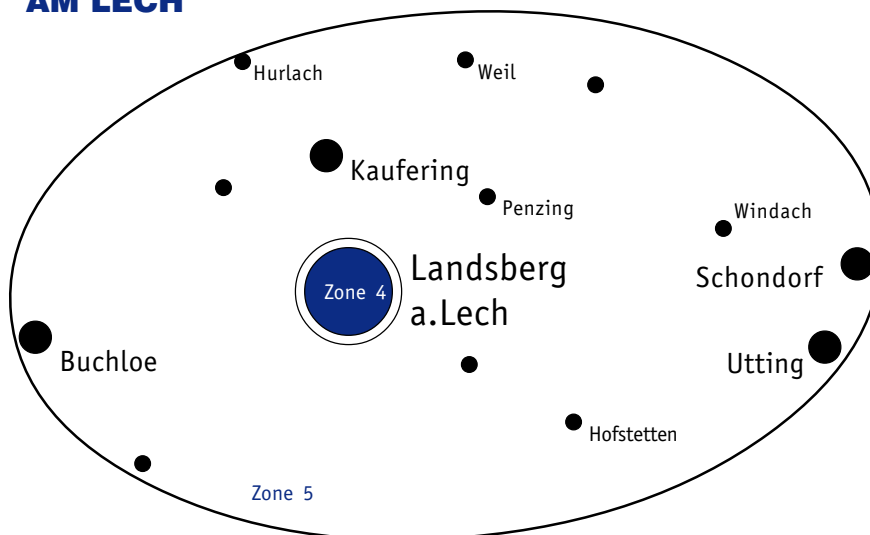 AM LECH
Hurlach
Weil
Kaufering
Penzing
Windach
Landsberg
a.Lech
Zone 4
Schondorf
Buchloe
Utting
Hofstetten
Zone 5